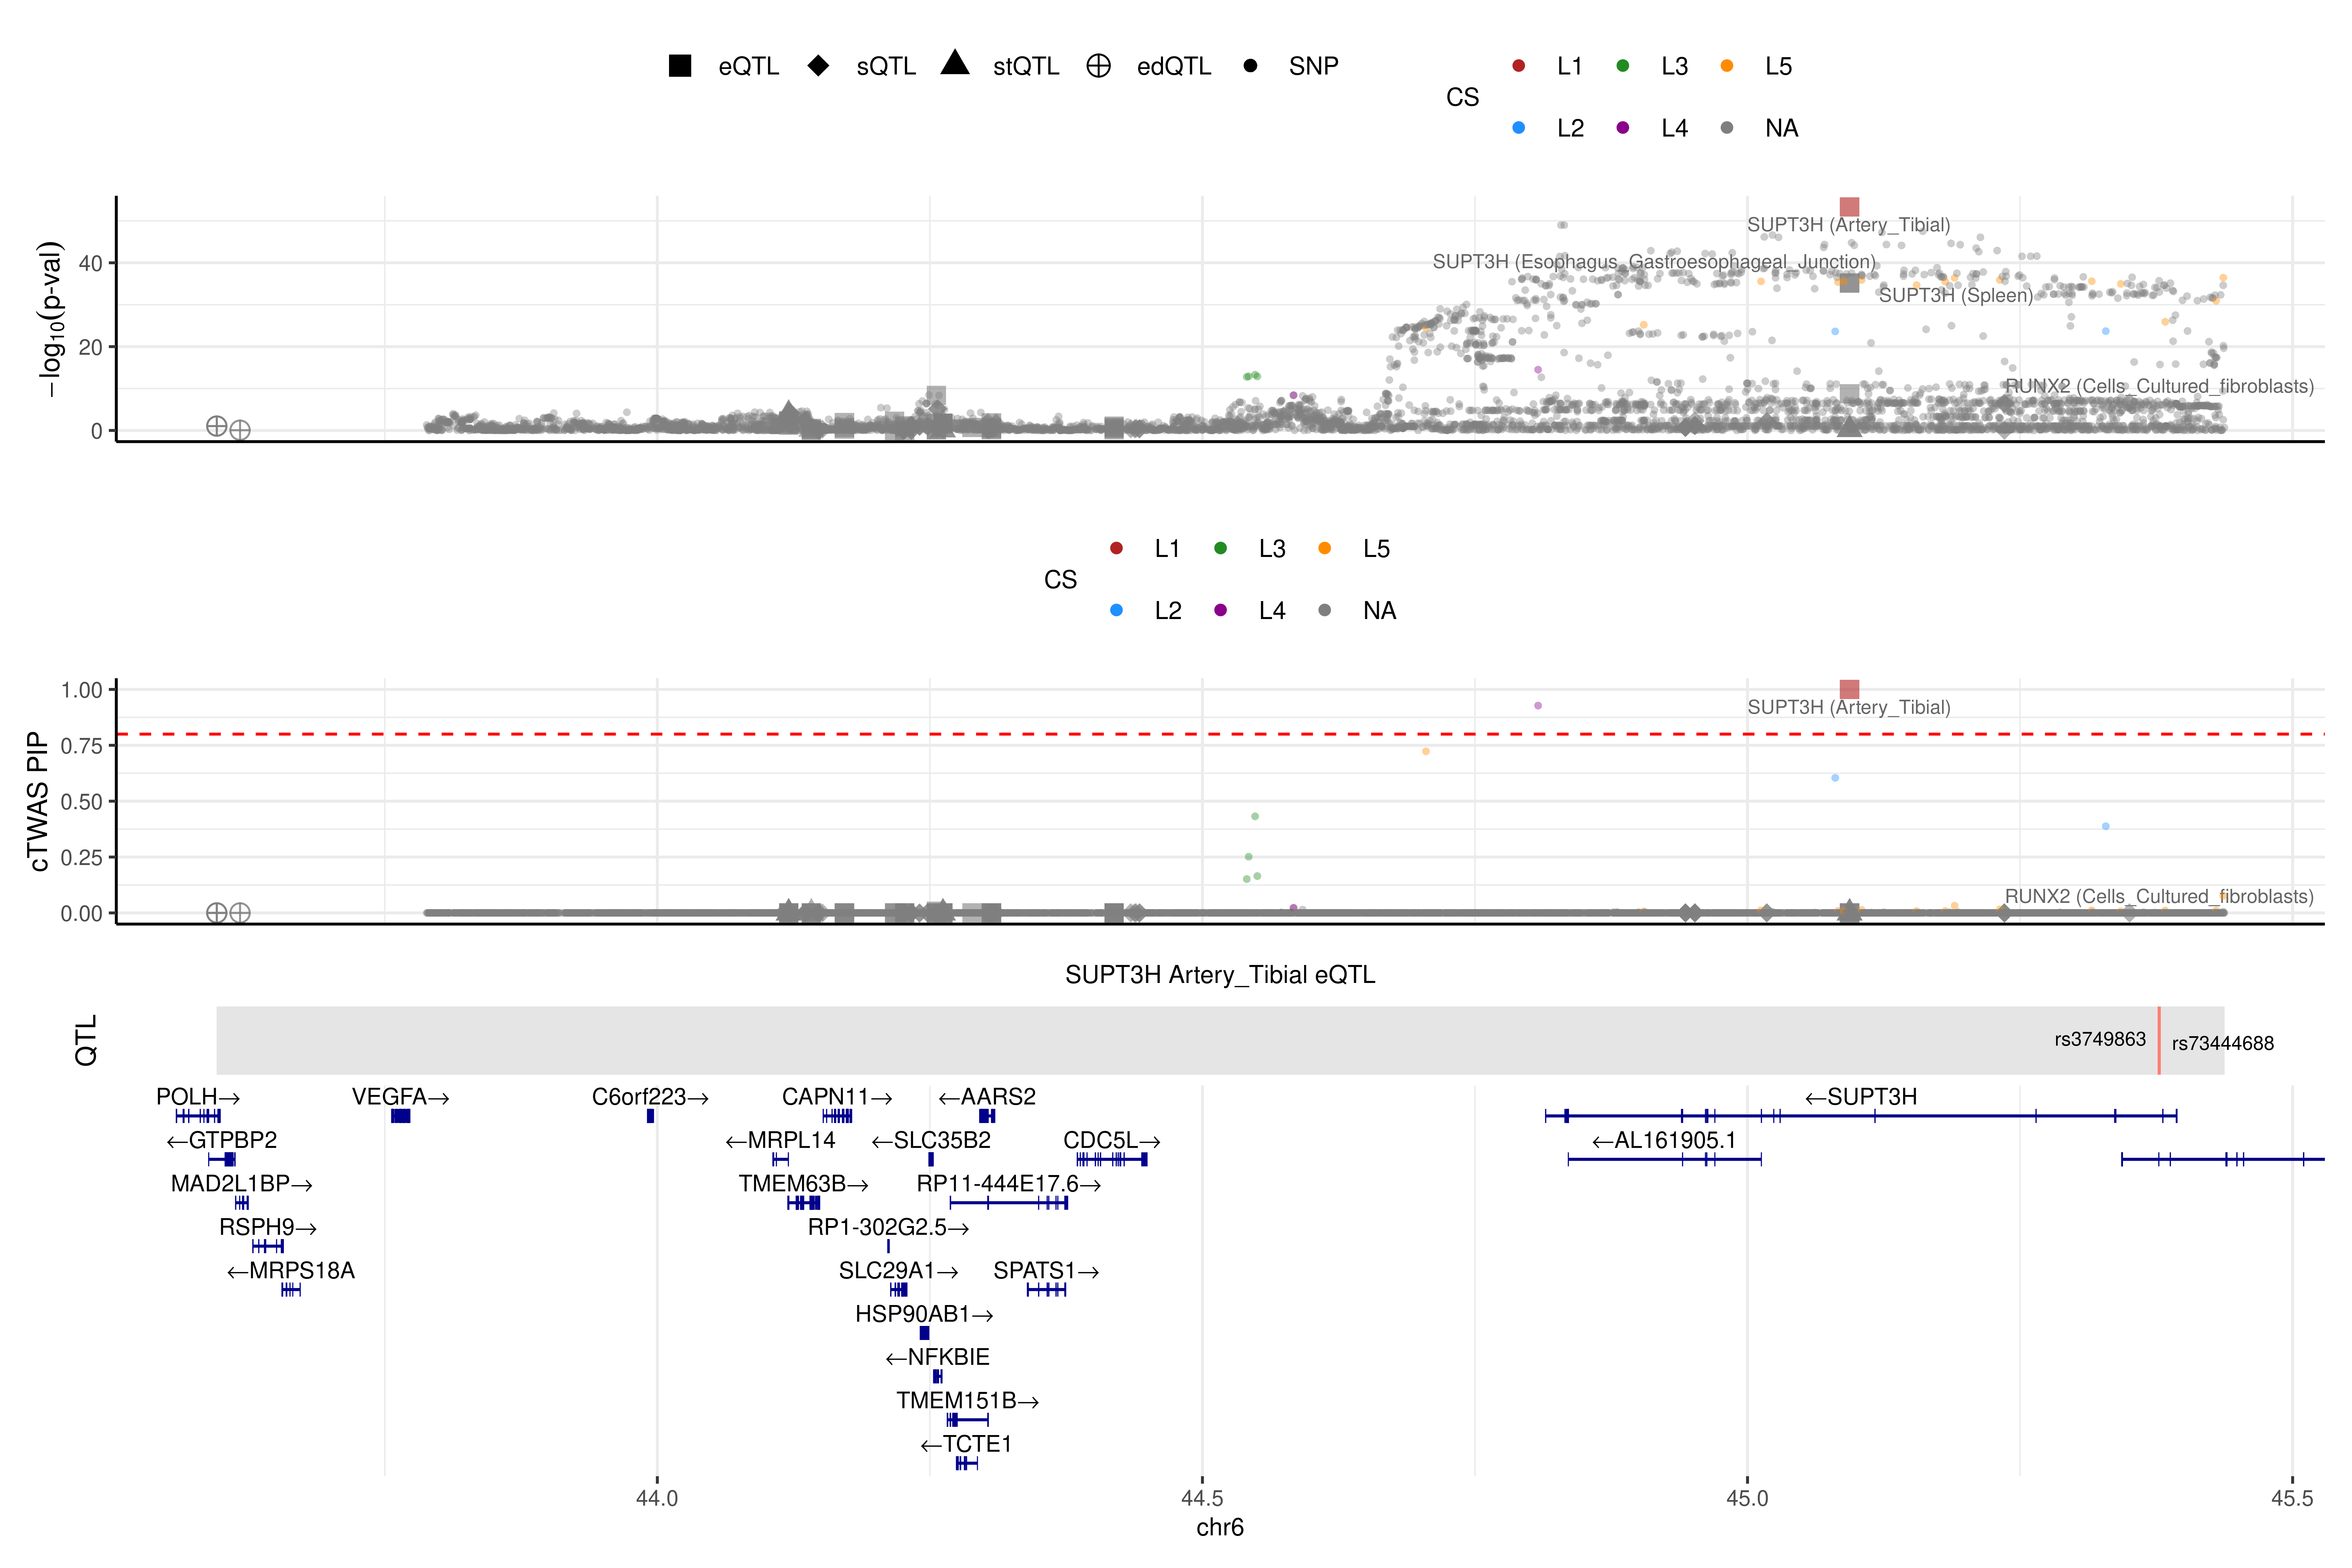 eQTL sQTL stQTL edQTL SNP
CS
L1 L3 L5
L2 L4 NA
−log10(p-val)
40
20
0
SUPT3H (Artery_Tibial)
SUPT3H (Esophagus_Gastroesophageal_Junction)
SUPT3H (Spleen)
RUNX2 (Cells_Cultured_fibroblasts)
CS
L1 L3 L5
L2 L4 NA
cTWAS PIP
1.00
0.75
0.50
0.25
0.00
SUPT3H (Artery_Tibial)
RUNX2 (Cells_Cultured_fibroblasts)
SUPT3H Artery_Tibial eQTL
QTL
rs3749863 rs73444688
POLH→ VEGFA→ C6orf223→ CAPN11→ ←AARS2 ←SUPT3H
←GTPBP2 ←MRPL14 ←SLC35B2 CDC5L→ ←AL161905.1
MAD2L1BP→ TMEM63B→ RP11-444E17.6→
RSPH9→ RP1-302G2.5→
←MRPS18A SLC29A1→ SPATS1→
HSP90AB1→
←NFKBIE
TMEM151B→
←TCTE1
44.0 44.5 45.0 45.5
chr6